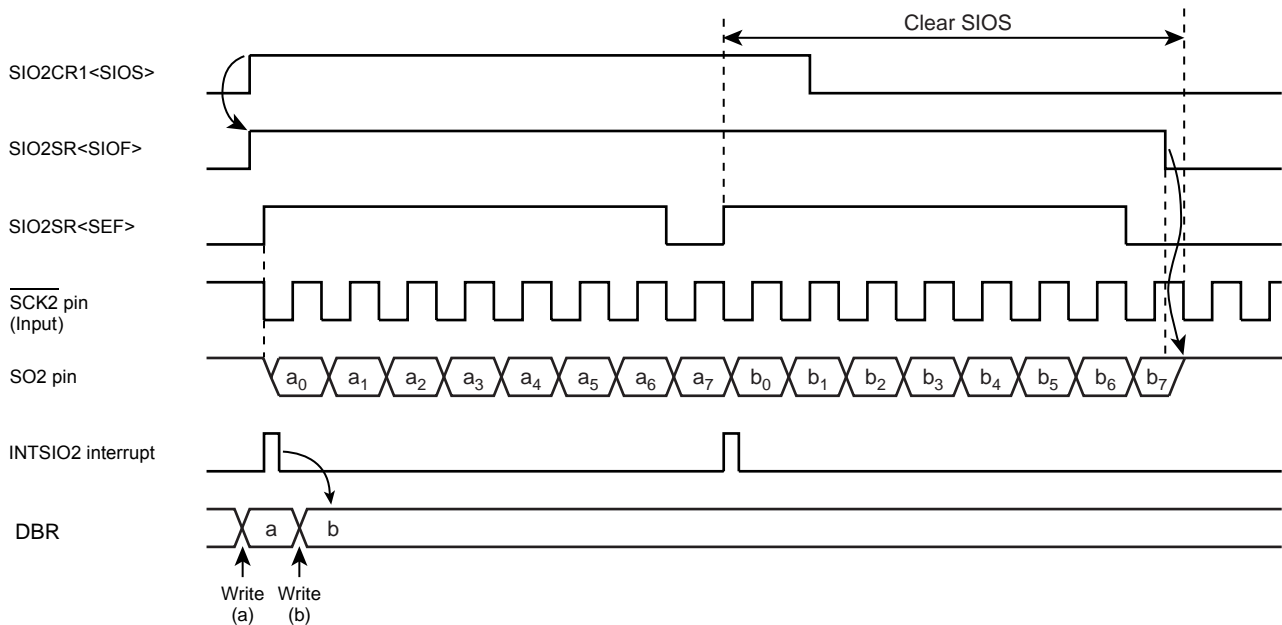 Clear SIOS
SIO2CR1<SIOS>
SIO2SR<SIOF>
SIO2SR<SEF>
SCK2 pin
(Input)
SO2 pin
a0 a1 a2 a3 a4 a5 a6 a7 b0 b1 b2 b3 b4 b5 b6 b7
INTSIO2 interrupt
DBR
a b
Write Write
(a) (b)